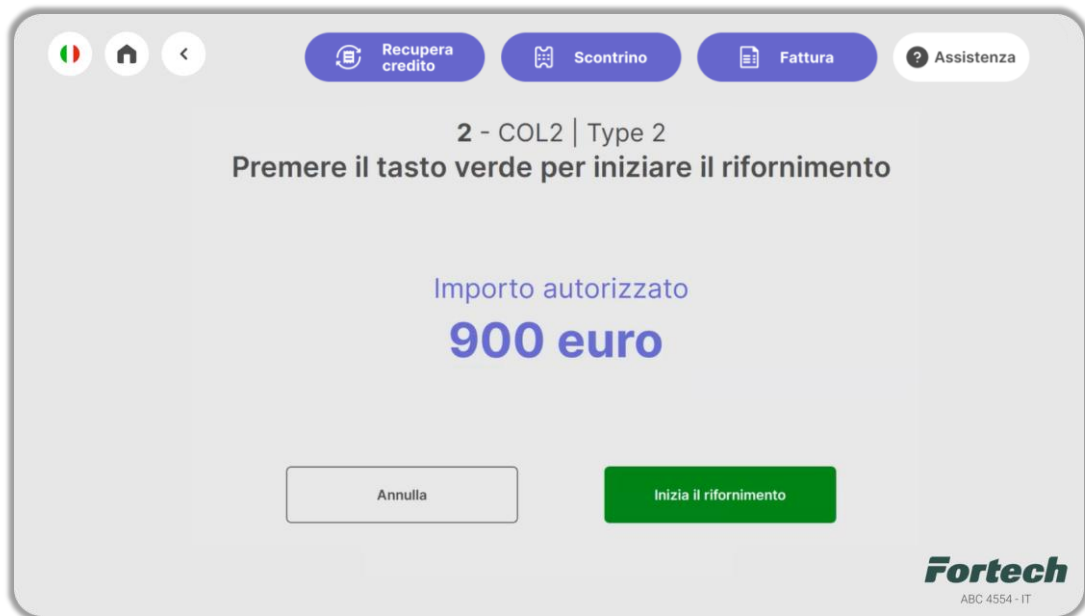 Recupera
credito
Scontrino
Fattura
? Assistenza
2 - COL2 | Type 2
Premere il tasto verde per iniziare il rifornimento
Importo autorizzato
900 euro
Annulla
Inizia il rifornimento
Fortech
ABC 4554 - IT